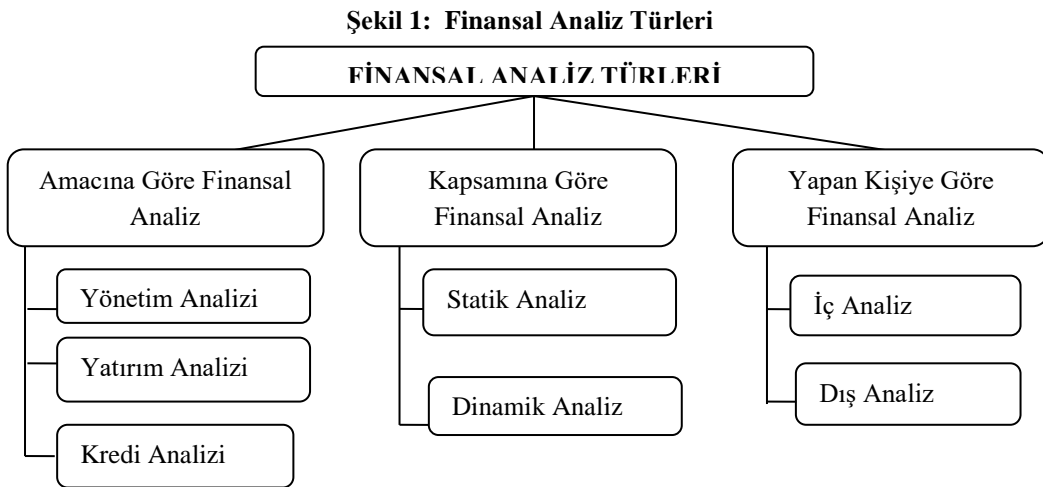 Şekil 1: Finansal Analiz Türleri
FİNANSAL ANALİZ TÜRLERİ
Amacına Göre Finansal
Analiz
Yönetim Analizi
Yatırım Analizi
Kredi Analizi
Kapsamına Göre
Finansal Analiz
Statik Analiz
Dinamik Analiz
Yapan Kişiye Göre
Finansal Analiz
İç Analiz
Dış Analiz